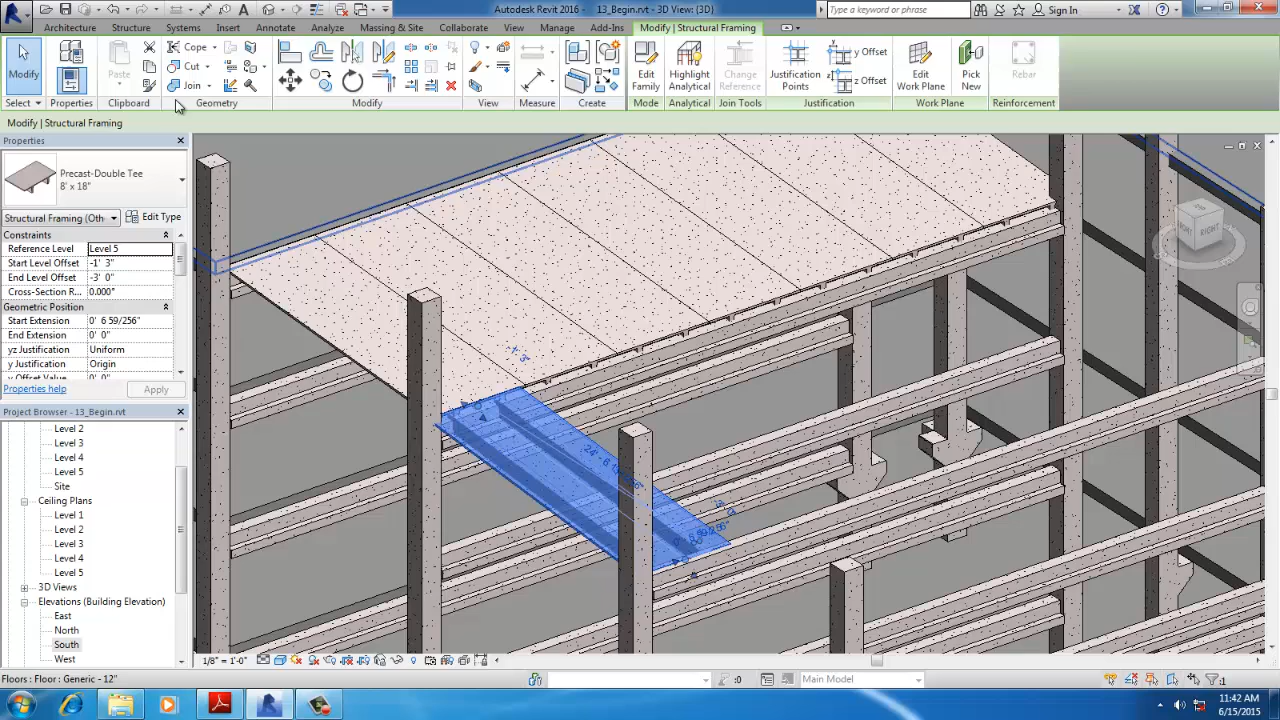 Autodesk Revit 2016 - 13_Begin.rvt - 3D View: {3D}
Type a keyword or phrase
Sign In
Architecture Structure Systems Insert Annotate Analyze Massing & Site Collaborate View Manage Add-Ins Modify | Structural Framing
Modify
Paste
Cope
Cut
Join
Edit Family
Highlight Analytical
Change Reference
Justification Points
y Offset
z Offset
Edit Work Plane
Pick New
Rebar
Select Properties Clipboard Geometry Modify View Measure Create Mode Analytical Join Tools Justification Work Plane Reinforcement
Modify | Structural Framing
Properties
Precast-Double Tee
8' x 18"
Structural Framing (Oth Edit Type
Constraints
Reference Level Level 5
Start Level Offset -1' 3"
End Level Offset -3' 0"
Cross-Section R... 0.000°
Geometric Position
Start Extension 0' 6 59/256"
End Extension 0' 0"
yz Justification Uniform
y Justification Origin
y Offset Value 0' 0"
Properties help Apply
Project Browser - 13_Begin.rvt
Level 2
Level 3
Level 4
Level 5
Site
Ceiling Plans
Level 1
Level 2
Level 3
Level 4
Level 5
3D Views
Elevations (Building Elevation)
East
North
South
West
FRONT RIGHT
1' 3"
1/8" = 1'-0"
Floors : Floor : Generic - 12"
:0 Main Model :1
11:42 AM
6/15/2015